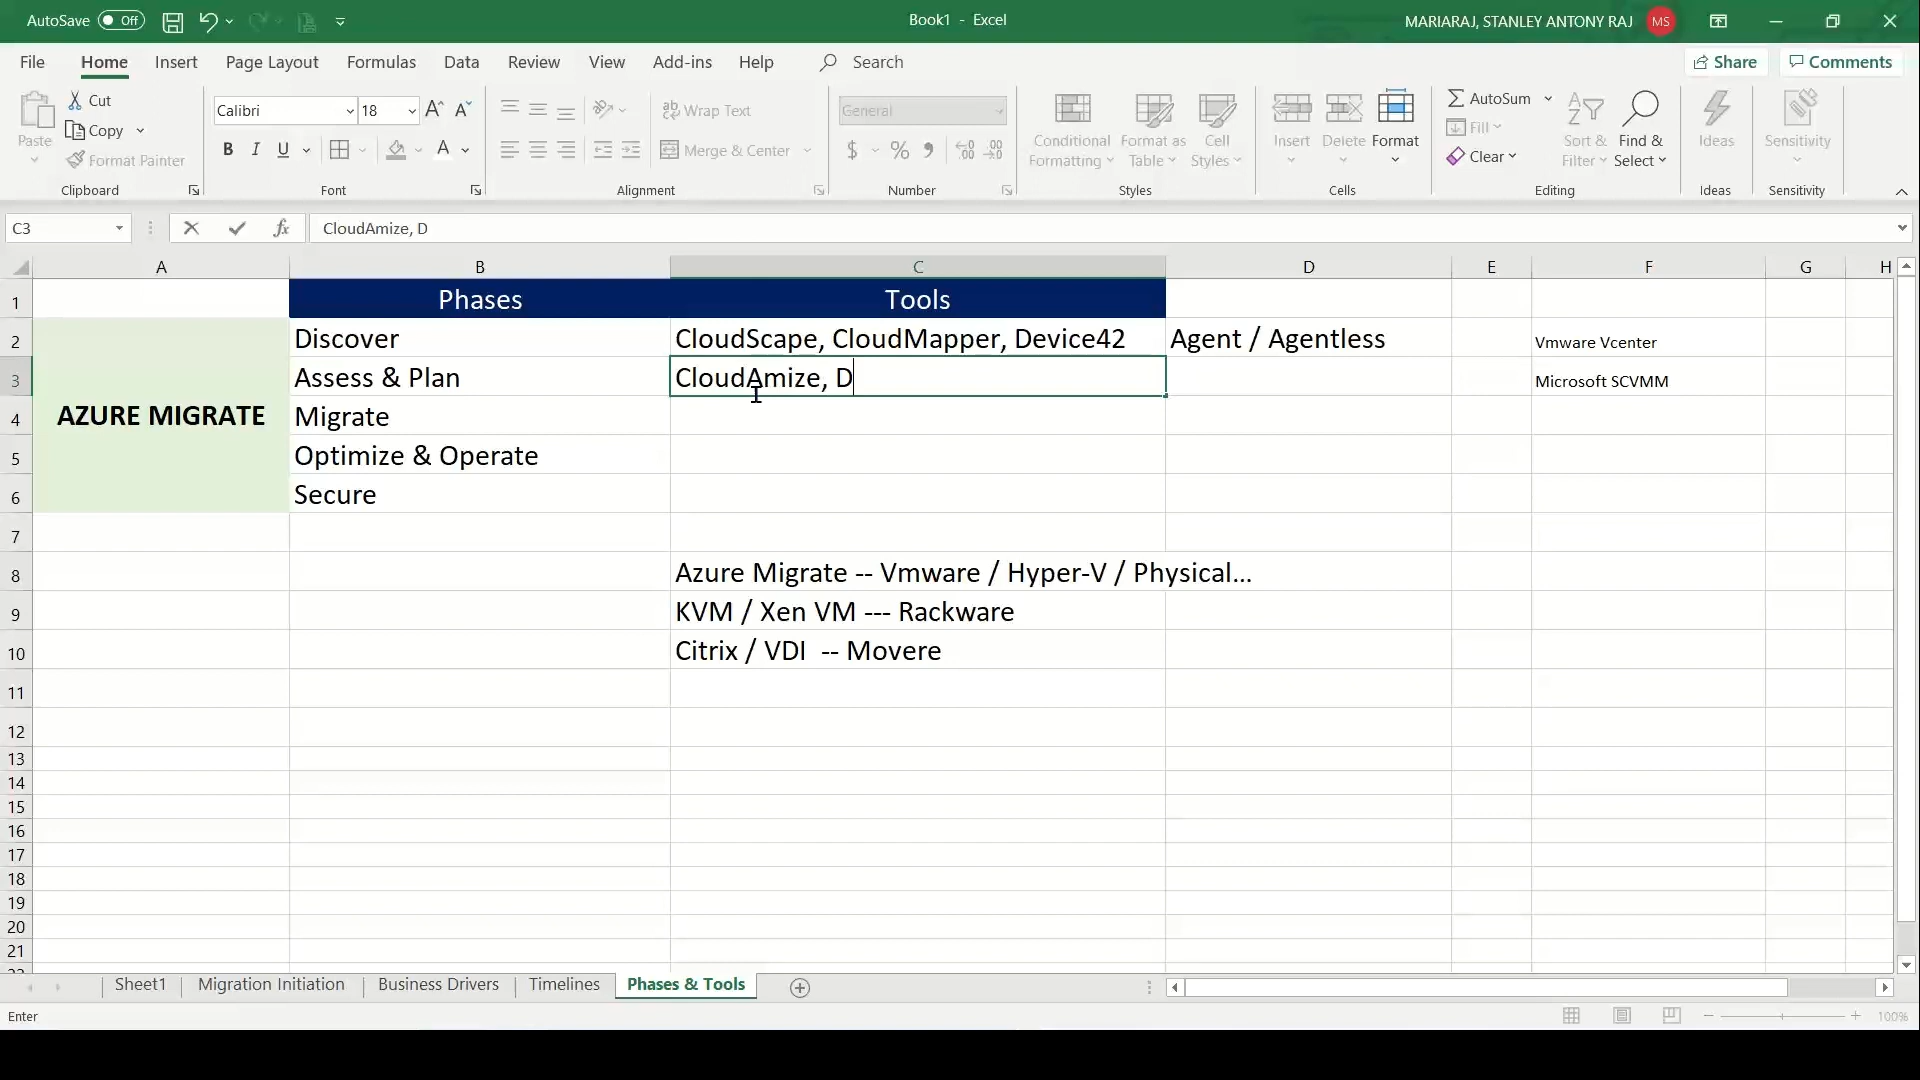 AutoSave Off Book1 - Excel MARIARAJ, STANLEY ANTONY RAJ MS
File Home Insert Page Layout Formulas Data Review View Add-ins Help Search Share Comments
Paste Cut Copy Format Painter Clipboard
Calibri 18 A A B I U A Font
Wrap Text Merge & Center Alignment
General $ % Number
Conditional Formatting Format as Table Cell Styles Styles
Insert Delete Format Cells
AutoSum Fill Clear Sort & Filter Find & Select Editing
Ideas Ideas
Sensitivity Sensitivity
C3 fx CloudAmize, D
A B C D E F G H
1 Phases Tools
2 Discover CloudScape, CloudMapper, Device42 Agent / Agentless Vmware Vcenter
3 Assess & Plan CloudAmize, D Microsoft SCVMM
4 AZURE MIGRATE Migrate
5 Optimize & Operate
6 Secure
7
8 Azure Migrate -- Vmware / Hyper-V / Physical...
9 KVM / Xen VM --- Rackware
10 Citrix / VDI -- Movere
11
12
13
14
15
16
17
18
19
20
21
Sheet1 Migration Initiation Business Drivers Timelines Phases & Tools
Enter 100%